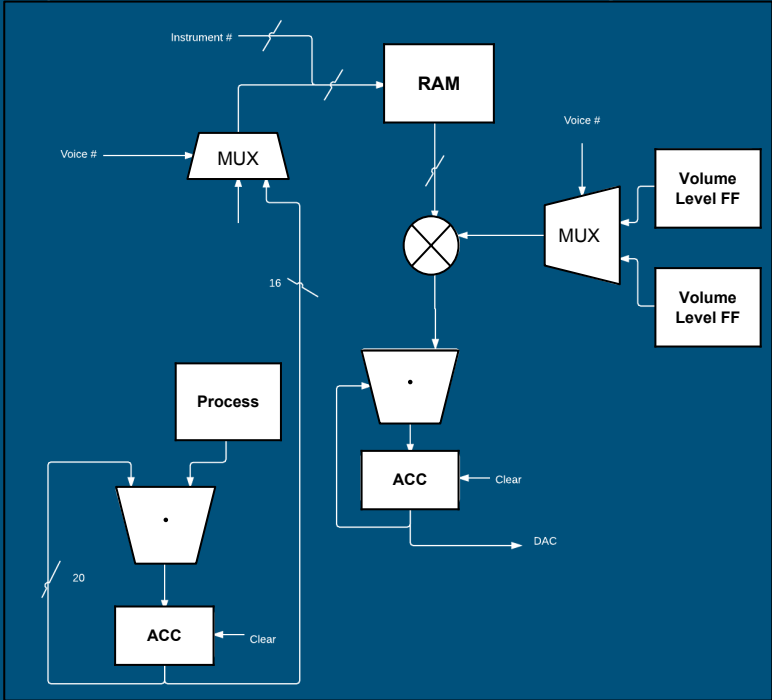 Instrument #
RAM
Voice #
Voice #
MUX
Volume
Level FF
MUX
16
Volume
Level FF
Process
•
ACC
Clear
•
DAC
20
ACC
Clear